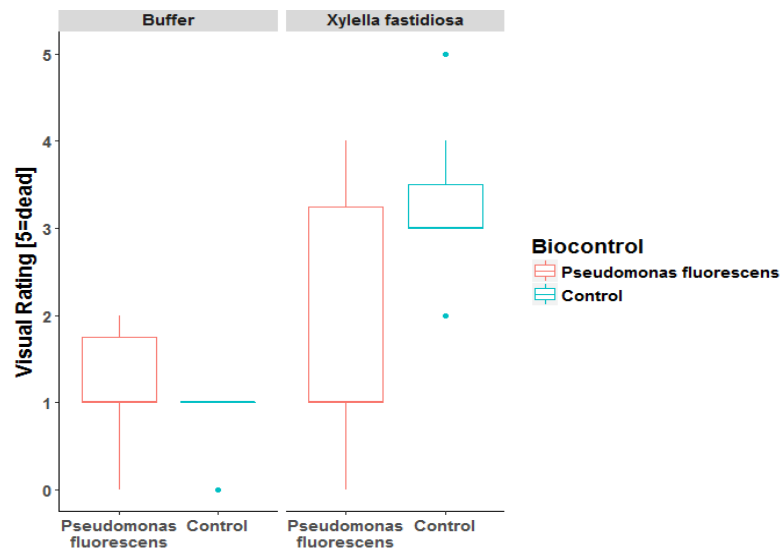 Buffer
Xylella fastidiosa
Visual Rating [5=dead]
5
4
3
2
1
0
Pseudomonas
fluorescens
Control
Pseudomonas
fluorescens
Control
Biocontrol
Pseudomonas fluorescens
Control